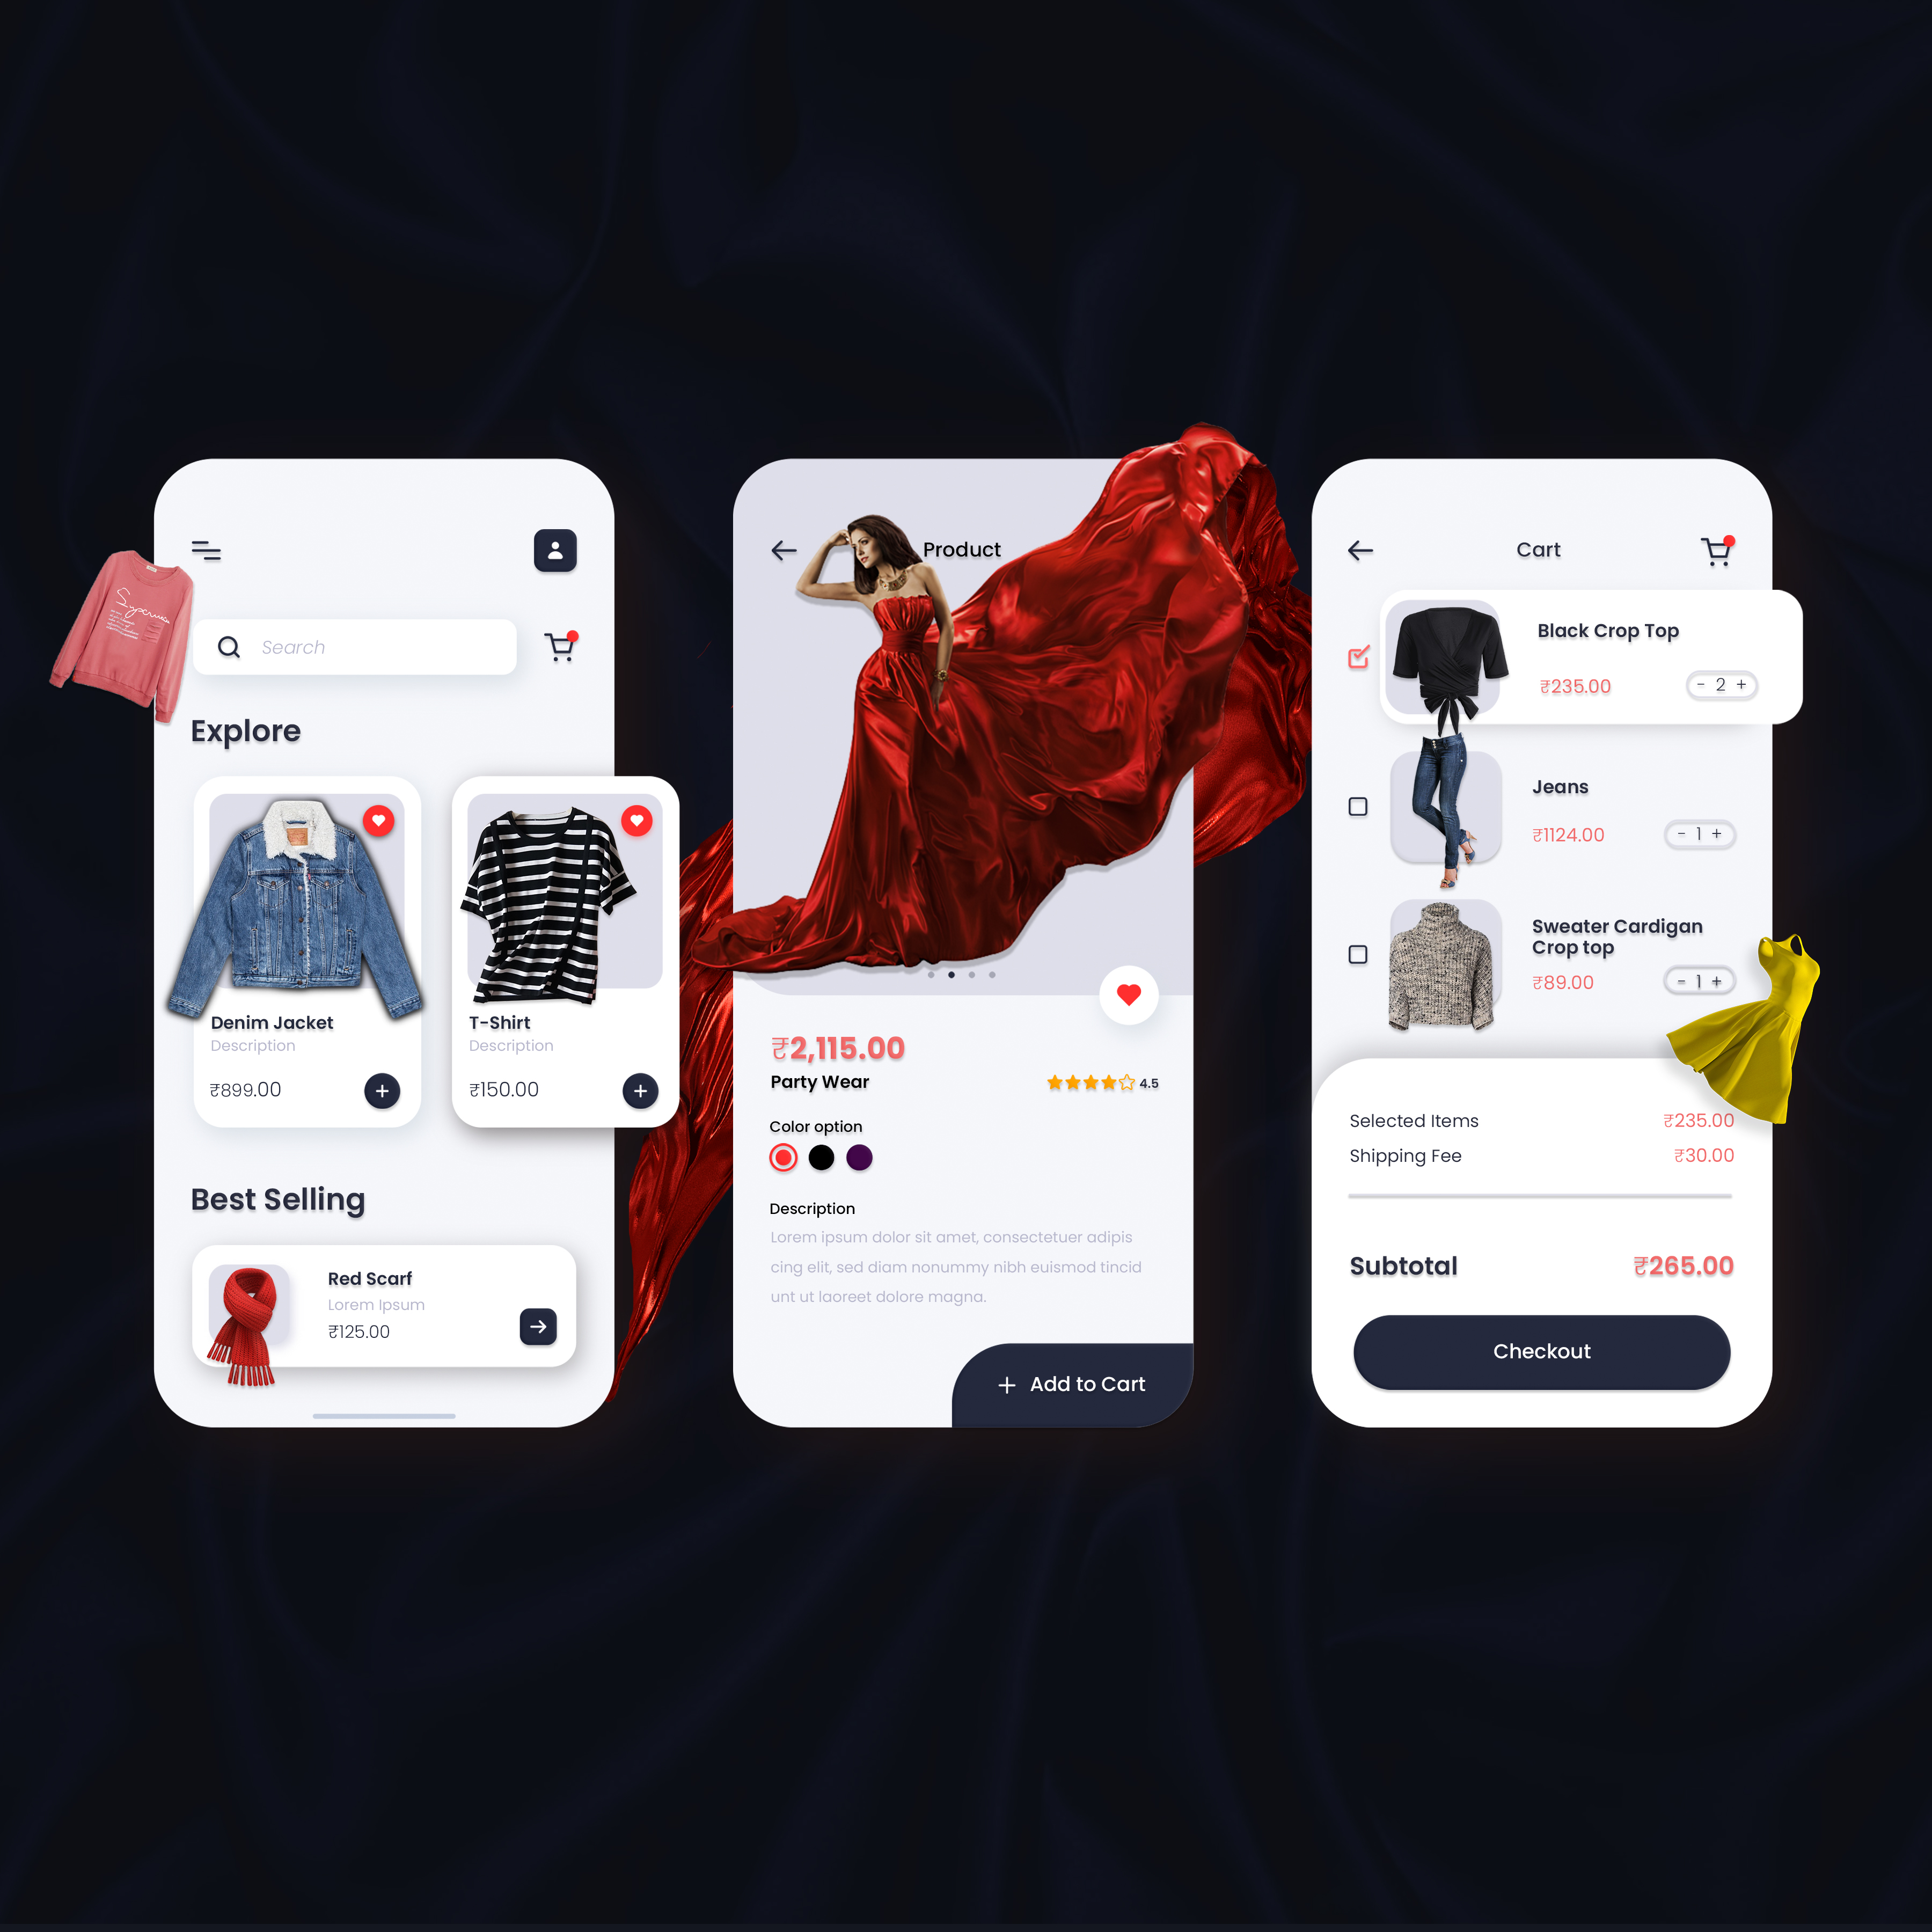 Search
Explore
Denim Jacket
Description
₹899.00
T-Shirt
Description
₹150.00
Best Selling
Red Scarf
Lorem Ipsum
₹125.00
Product
₹2,115.00
Party Wear
4.5
Color option
Description
Lorem ipsum dolor sit amet, consectetuer adipis
cing elit, sed diam nonummy nibh euismod tincid
unt ut laoreet dolore magna.
+ Add to Cart
Cart
Black Crop Top
₹235.00
- 2 +
Jeans
₹1124.00
- 1 +
Sweater Cardigan
Crop top
₹89.00
- 1 +
Selected Items ₹235.00
Shipping Fee ₹30.00
Subtotal ₹265.00
Checkout